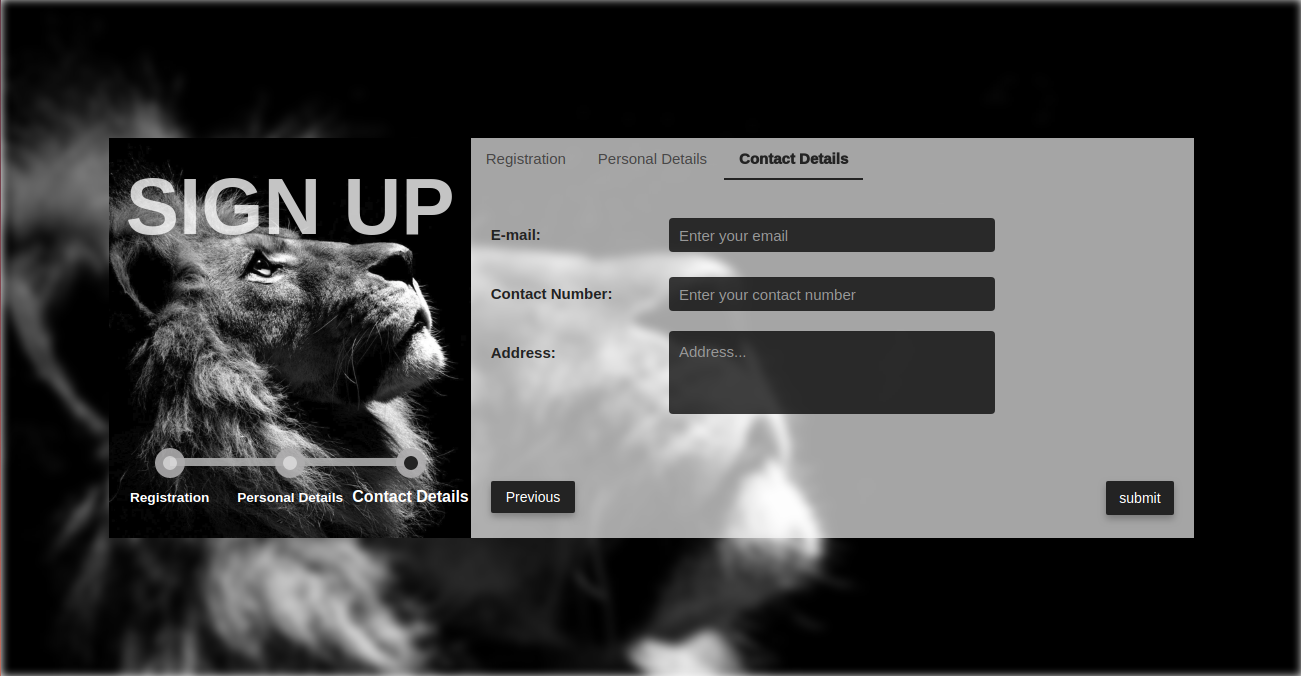 SIGN UP
Registration Personal Details Contact Details
Registration Personal Details Contact Details
E-mail: Enter your email
Contact Number: Enter your contact number
Address: Address...
Previous submit